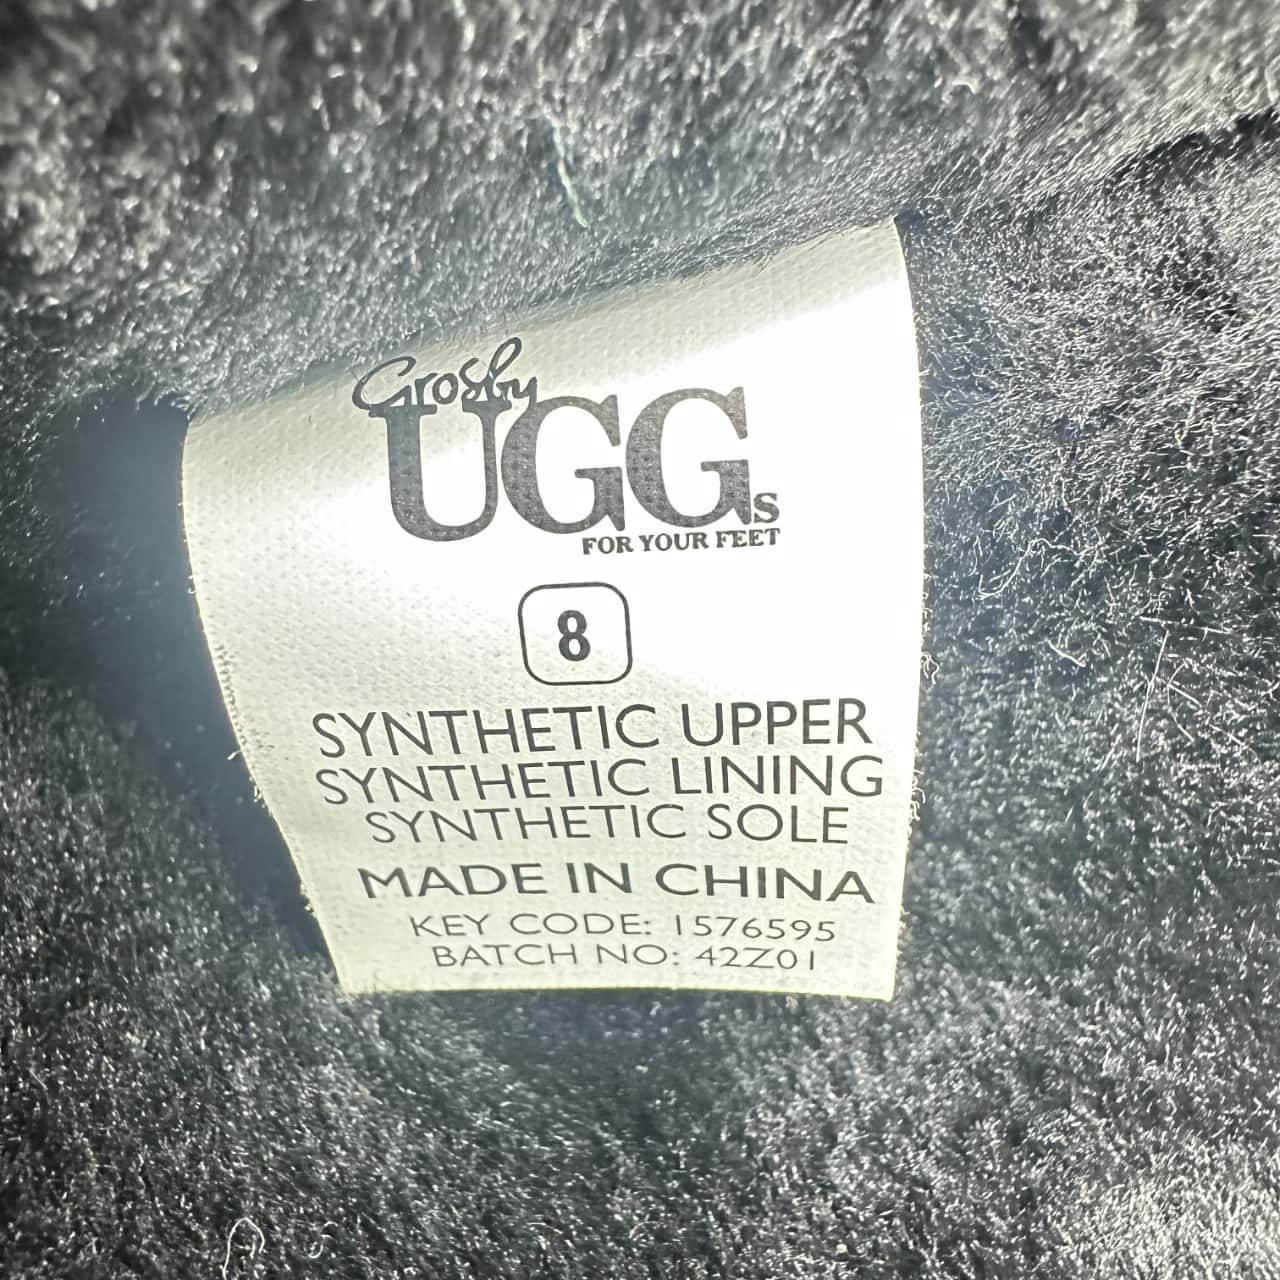 Grosby
UGGs
FOR YOUR FEET
8
SYNTHETIC UPPER
SYNTHETIC LINING
SYNTHETIC SOLE
MADE IN CHINA
KEY CODE: 1576595
BATCH NO: 42Z01